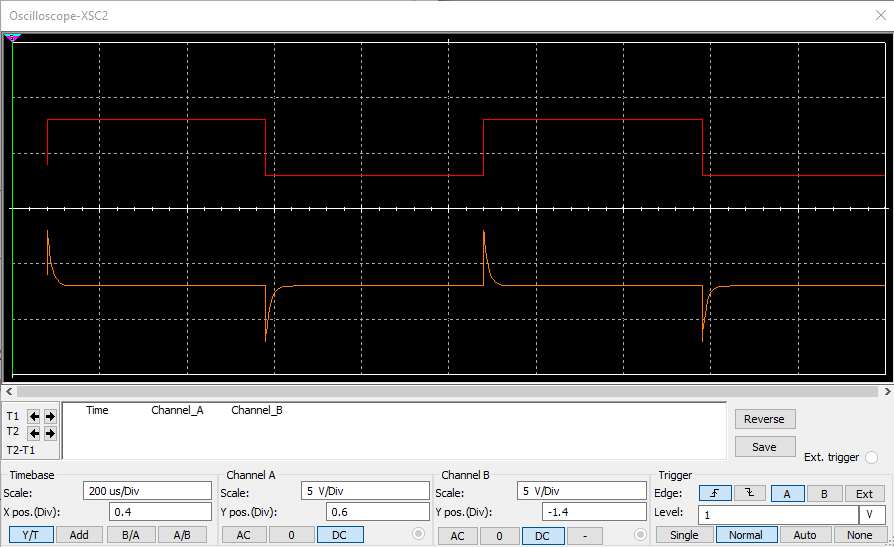 Oscilloscope-XSC2
Time Channel_A Channel_B
T1
T2
T2-T1
Reverse
Save
Ext. trigger
Timebase
Scale: 200 us/Div
X pos.(Div): 0.4
Y/T Add B/A A/B
Channel A
Scale: 5 V/Div
Y pos.(Div): 0.6
AC 0 DC
Channel B
Scale: 5 V/Div
Y pos.(Div): -1.4
AC 0 DC -
Trigger
Edge: A B Ext
Level: 1 V
Single Normal Auto None